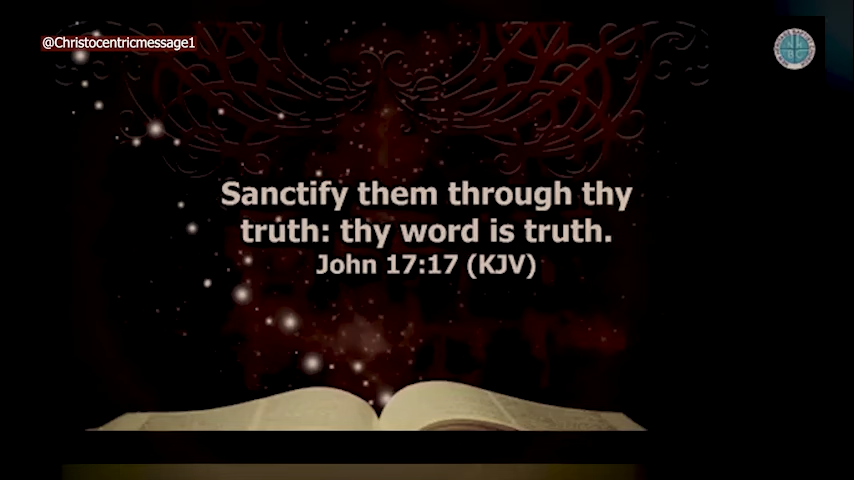 @Christocentricmessage1
Sanctify them through thy
truth: thy word is truth.
John 17:17 (KJV)